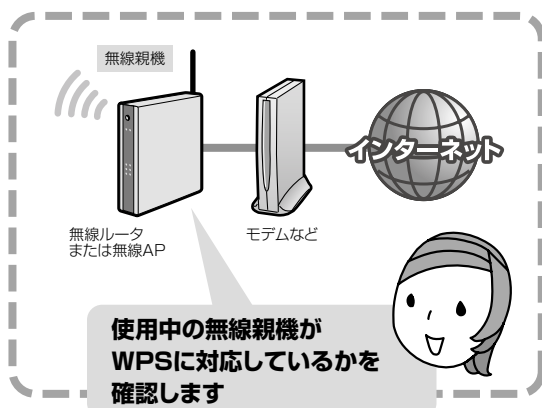 無線親機
インターネット
無線ルータ
または無線AP
モデムなど
使用中の無線親機が
WPSに対応しているかを
確認します